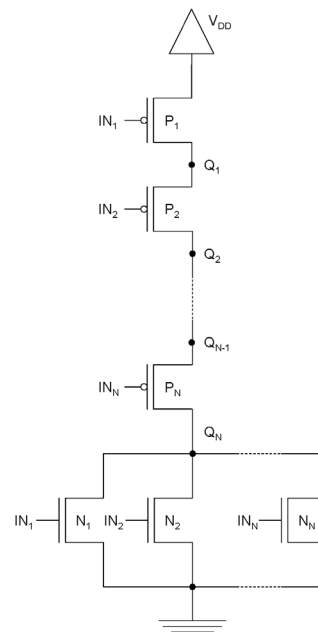 V_DD
IN_1 P_1
Q_1
IN_2 P_2
Q_2
Q_N-1
IN_N P_N
Q_N
IN_1 N_1 IN_2 N_2 IN_N N_N